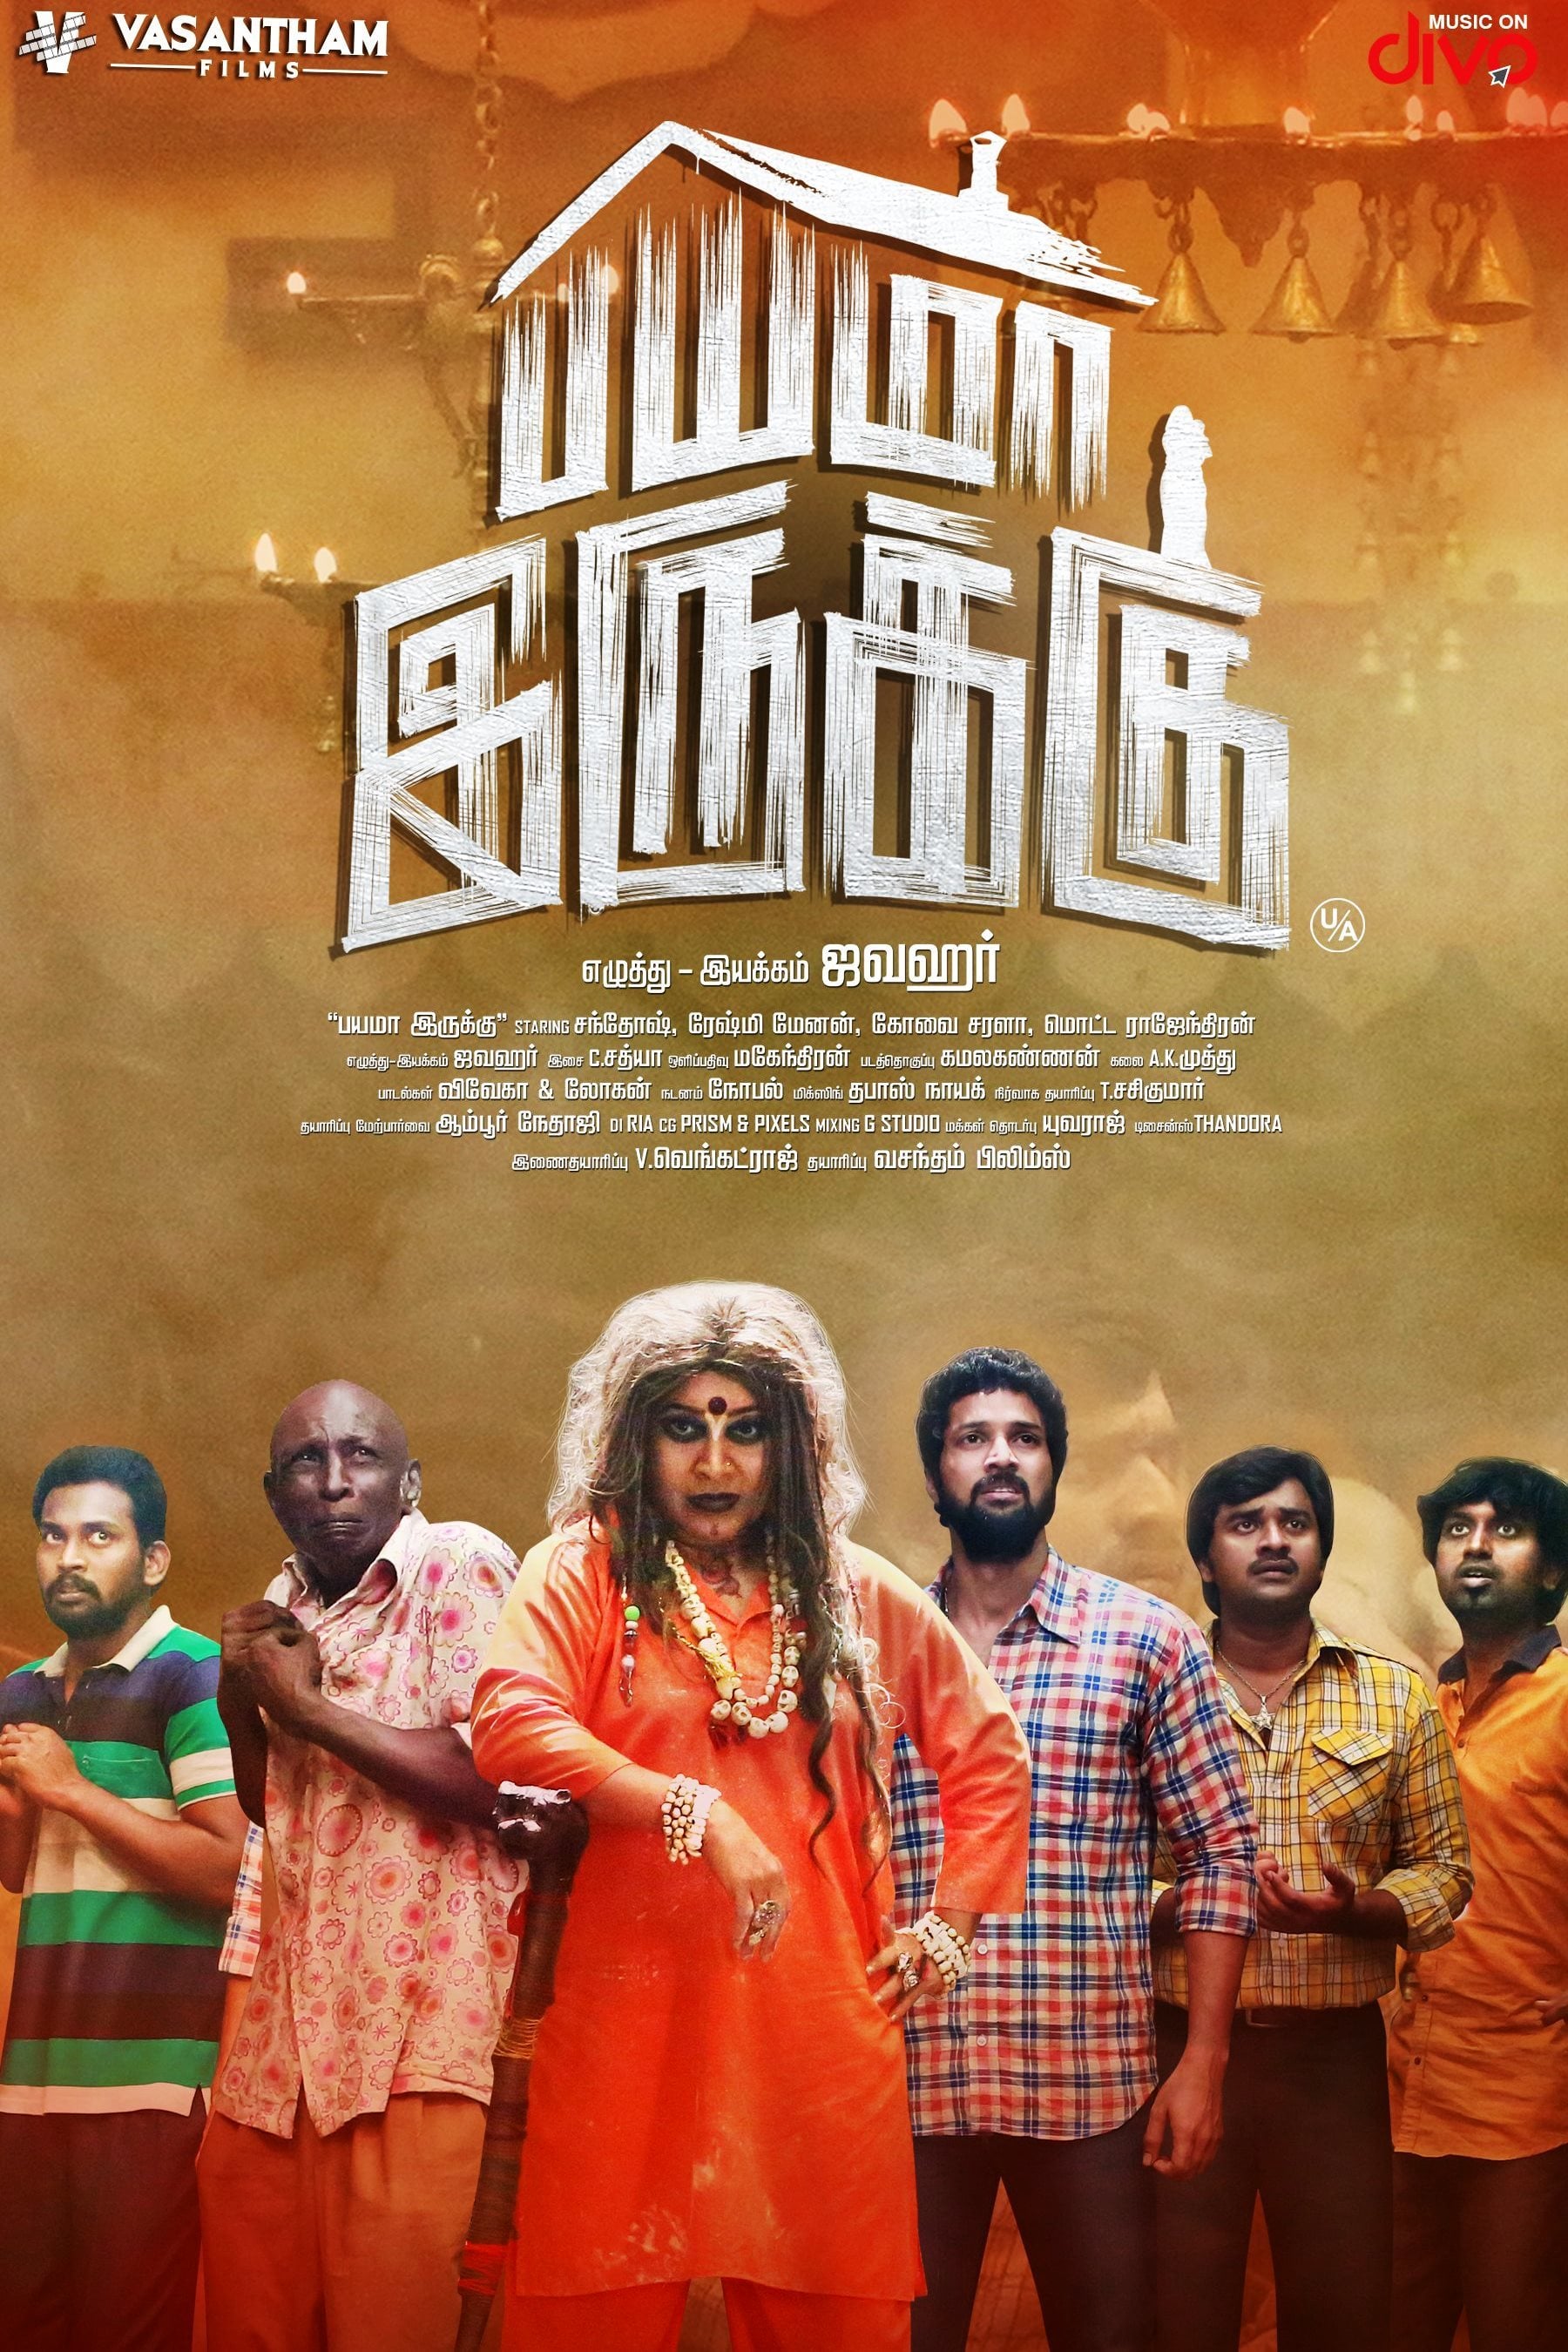 VASANTHAM
FILMS
MUSIC ON
divo
பயமா
இருக்கு
U/A
எழுத்து - இயக்கம் ஜவஹர்
“பயமா இருக்கு” STARING சந்தோஷ், ரேஷ்மி மேனன், கோவை சரளா, மொட்ட ராஜேந்திரன்
எழுத்து-இயக்கம் ஜவஹர் இசை C.சத்யா ஒளிப்பதிவு மகேந்திரன் படத்தொகுப்பு கமலகண்ணன் கலை A.K.முத்து
பாடல்கள் விவேகா & லோகன் நடனம் நோபல் மிக்ஸிங் தபாஸ் நாயக் நிர்வாக தயாரிப்பு T.சசிகுமார்
தயாரிப்பு மேற்பார்வை ஆம்பூர் நேதாஜி DI RIA CG PRISM & PIXELS MIXING G STUDIO மக்கள் தொடர்பு யுவராஜ் டிசைன்ஸ் THANDORA
இணைதயாரிப்பு V.வெங்கட்ராஜ் தயாரிப்பு வசந்தம் பிலிம்ஸ்